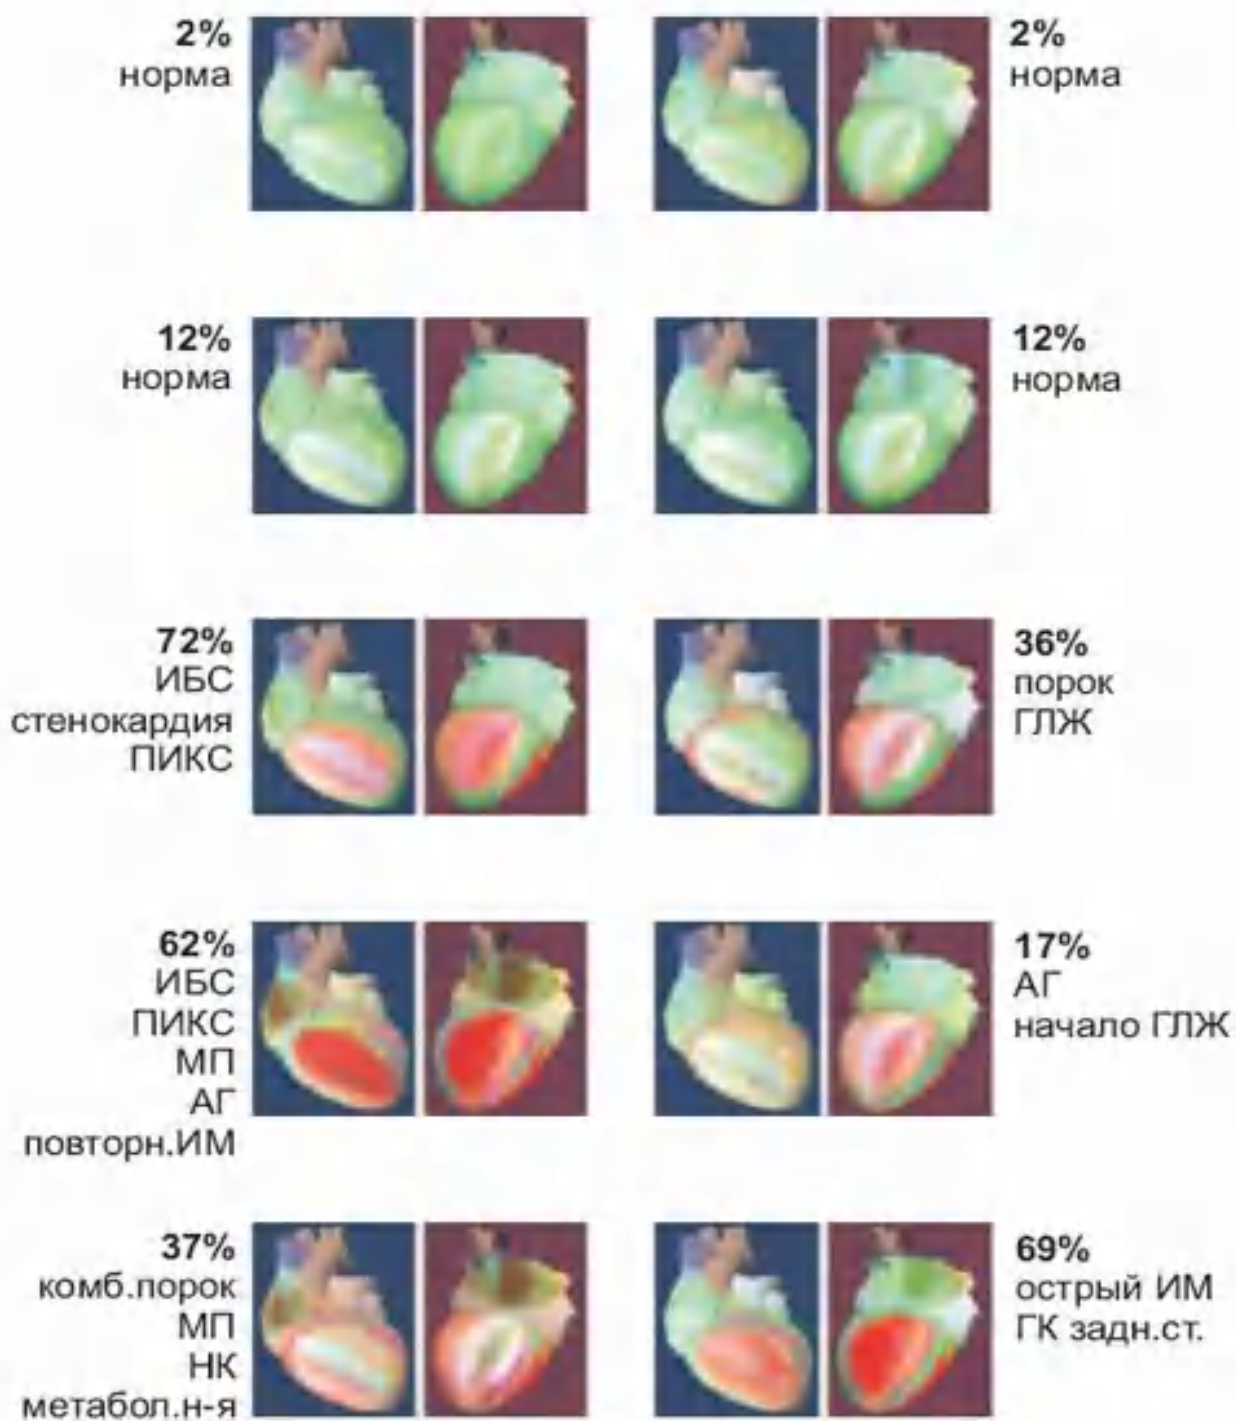 2%
норма
2%
норма
12%
норма
12%
норма
72%
ИБС
стенокардия
ПИКС
36%
порок
ГЛЖ
62%
ИБС
ПИКС
МП
АГ
повторн.ИМ
17%
АГ
начало ГЛЖ
37%
комб.порок
МП
НК
метабол.н-я
69%
острый ИМ
ГК задн.ст.